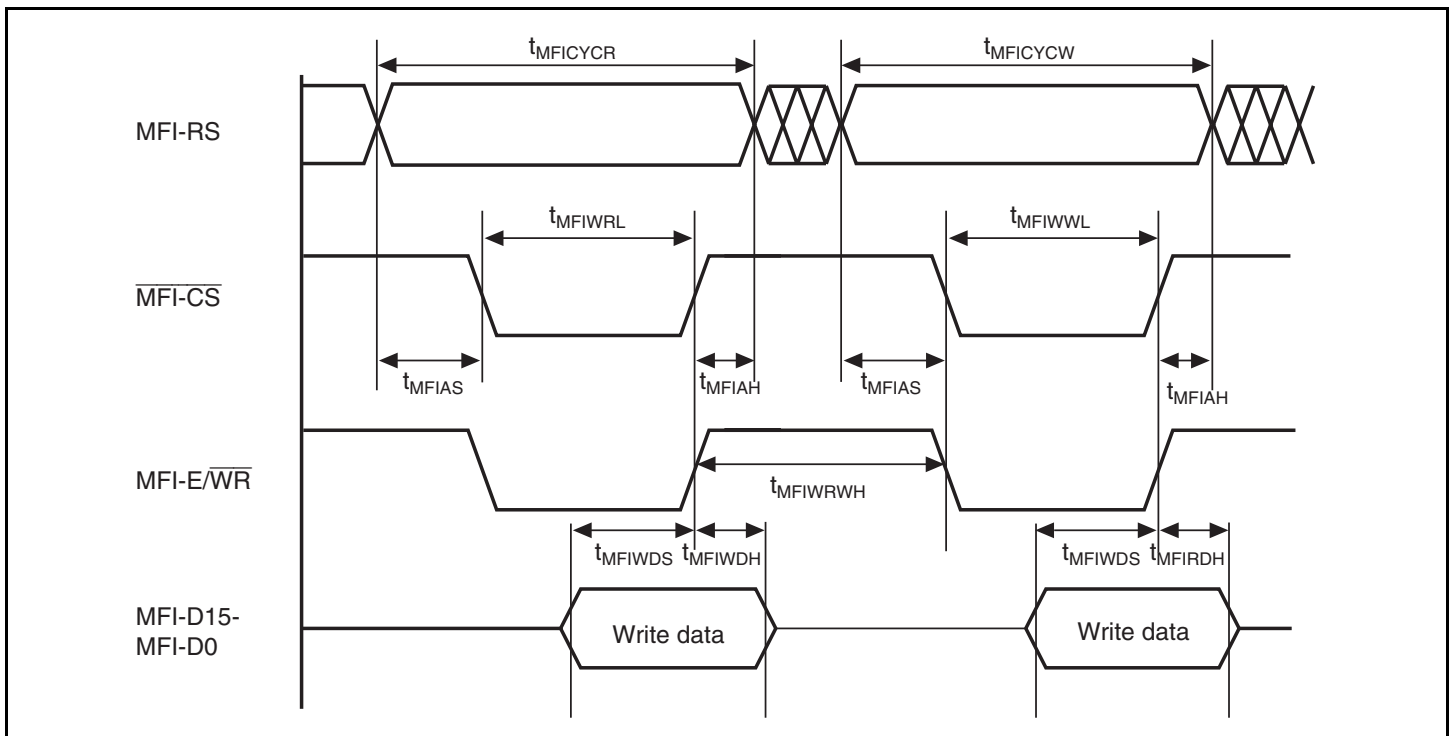 tMFICYCR
tMFICYCW
MFI-RS
tMFIWRL
tMFIWWL
MFI-CS
tMFIAS
tMFIAH
tMFIAS
tMFIAH
MFI-E/WR
tMFIWRWH
tMFIWDS
tMFIWDH
tMFIWDS
tMFIRDH
MFI-D15-
MFI-D0
Write data
Write data